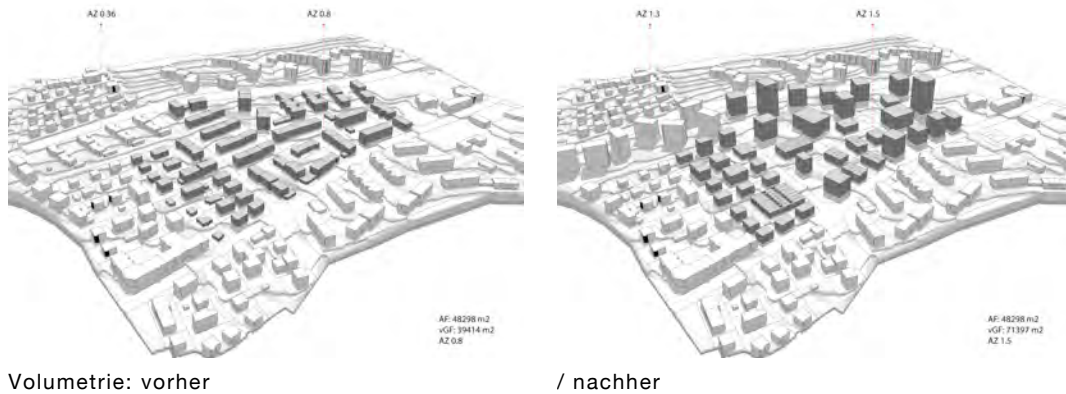 AZ 0.36
AZ 0.8
AZ 1.3
AZ 1.5
AF: 48298 m2
vGF: 39414 m2
AZ 0.8
AF: 48298 m2
vGF: 71397 m2
AZ 1.5
Volumetrie: vorher
/ nachher